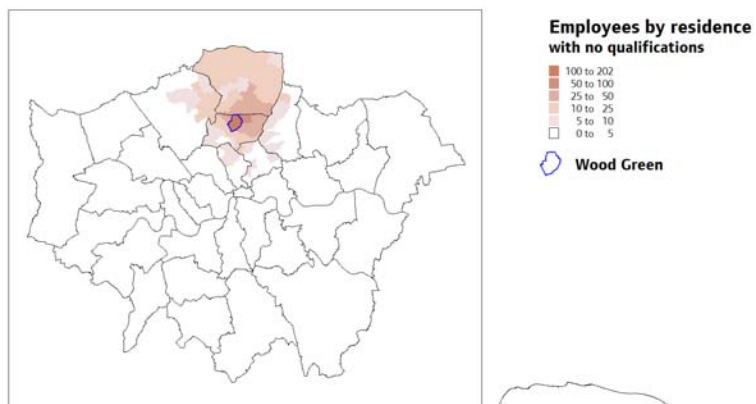 Employees by residence
with no qualifications
100 to 202
50 to 100
25 to 50
10 to 25
5 to 10
0 to 5
Wood Green